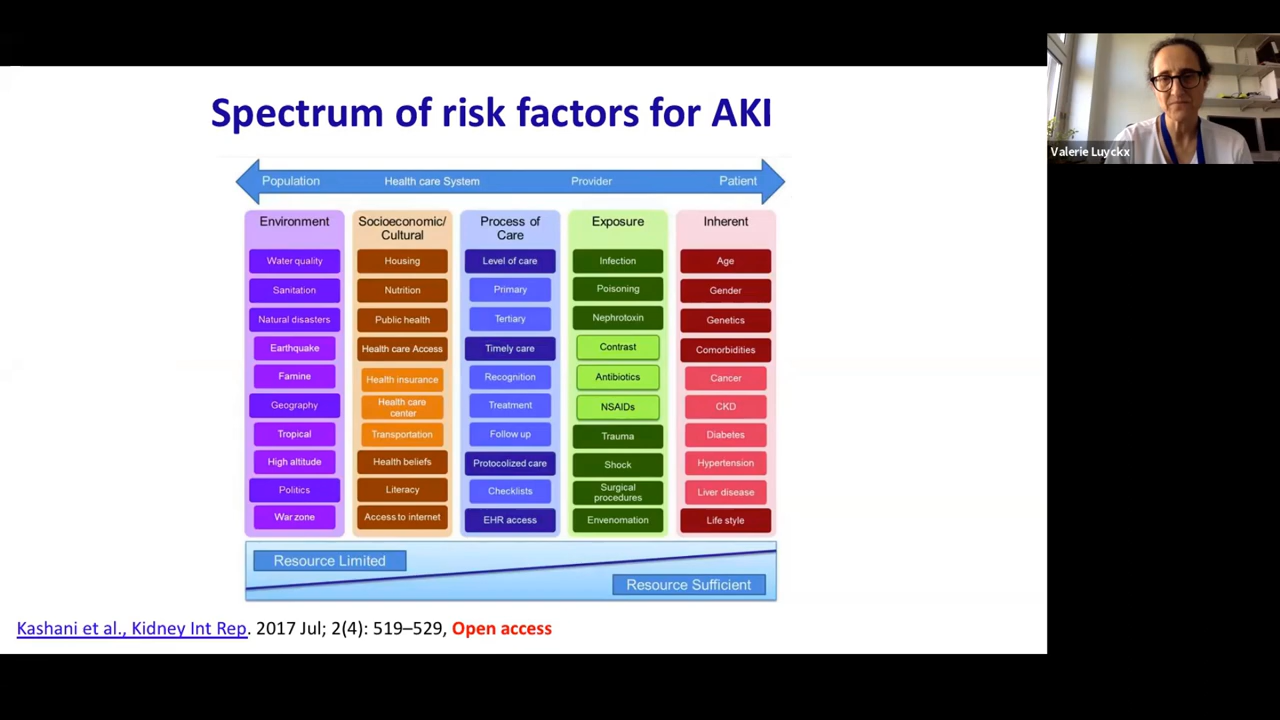 Spectrum of risk factors for AKI
Valerie Luyckx
Population
Health care System
Provider
Patient
Environment
Water quality
Sanitation
Natural disasters
Earthquake
Famine
Geography
Tropical
High altitude
Politics
War zone
Socioeconomic/
Cultural
Housing
Nutrition
Public health
Health care Access
Health insurance
Health care
center
Transportation
Health beliefs
Literacy
Access to internet
Process of
Care
Level of care
Primary
Tertiary
Timely care
Recognition
Treatment
Follow up
Protocolized care
Checklists
EHR access
Exposure
Infection
Poisoning
Nephrotoxin
Contrast
Antibiotics
NSAIDs
Trauma
Shock
Surgical
procedures
Envenomation
Inherent
Age
Gender
Genetics
Comorbidities
Cancer
CKD
Diabetes
Hypertension
Liver disease
Life style
Resource Limited
Resource Sufficient
Kashani et al., Kidney Int Rep. 2017 Jul; 2(4): 519–529, Open access